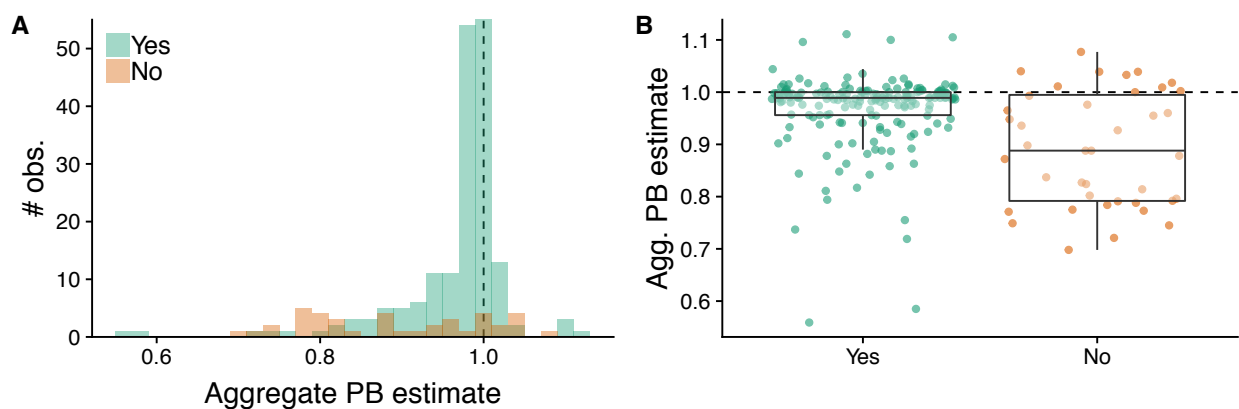 A
Yes
No
# obs.
50
40
30
20
10
0
0.6
0.8
1.0
Aggregate PB estimate
B
Agg. PB estimate
1.1
1.0
0.9
0.8
0.7
0.6
Yes
No